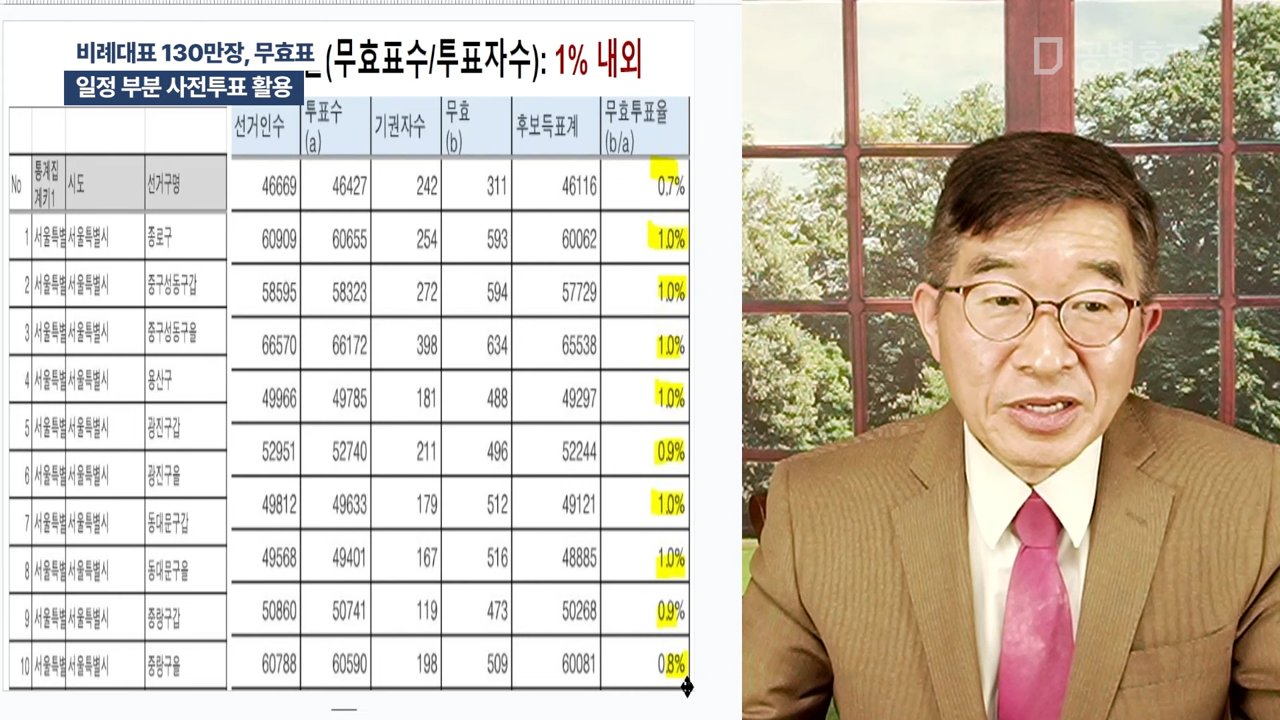 비례대표 130만장, 무효표
일정 부분 사전투표 활용
(무효표수/투표자수): 1% 내외
No 통계집계키1 시도 선거구명
1 서울특별 서울특별시 종로구
2 서울특별 서울특별시 중구성동구갑
3 서울특별 서울특별시 중구성동구을
4 서울특별 서울특별시 용산구
5 서울특별 서울특별시 광진구갑
6 서울특별 서울특별시 광진구을
7 서울특별 서울특별시 동대문구갑
8 서울특별 서울특별시 동대문구을
9 서울특별 서울특별시 중랑구갑
10 서울특별 서울특별시 중랑구을
선거인수 투표수 (a) 기권자수 무효 (b) 후보득표계 무효투표율 (b/a)
46669 46427 242 311 46116 0.7%
60909 60655 254 593 60062 1.0%
58595 58323 272 594 57729 1.0%
66570 66172 398 634 65538 1.0%
49966 49785 181 488 49297 1.0%
52951 52740 211 496 52244 0.9%
49812 49633 179 512 49121 1.0%
49568 49401 167 516 48885 1.0%
50860 50741 119 473 50268 0.9%
60788 60590 198 509 60081 0.8%
공병호